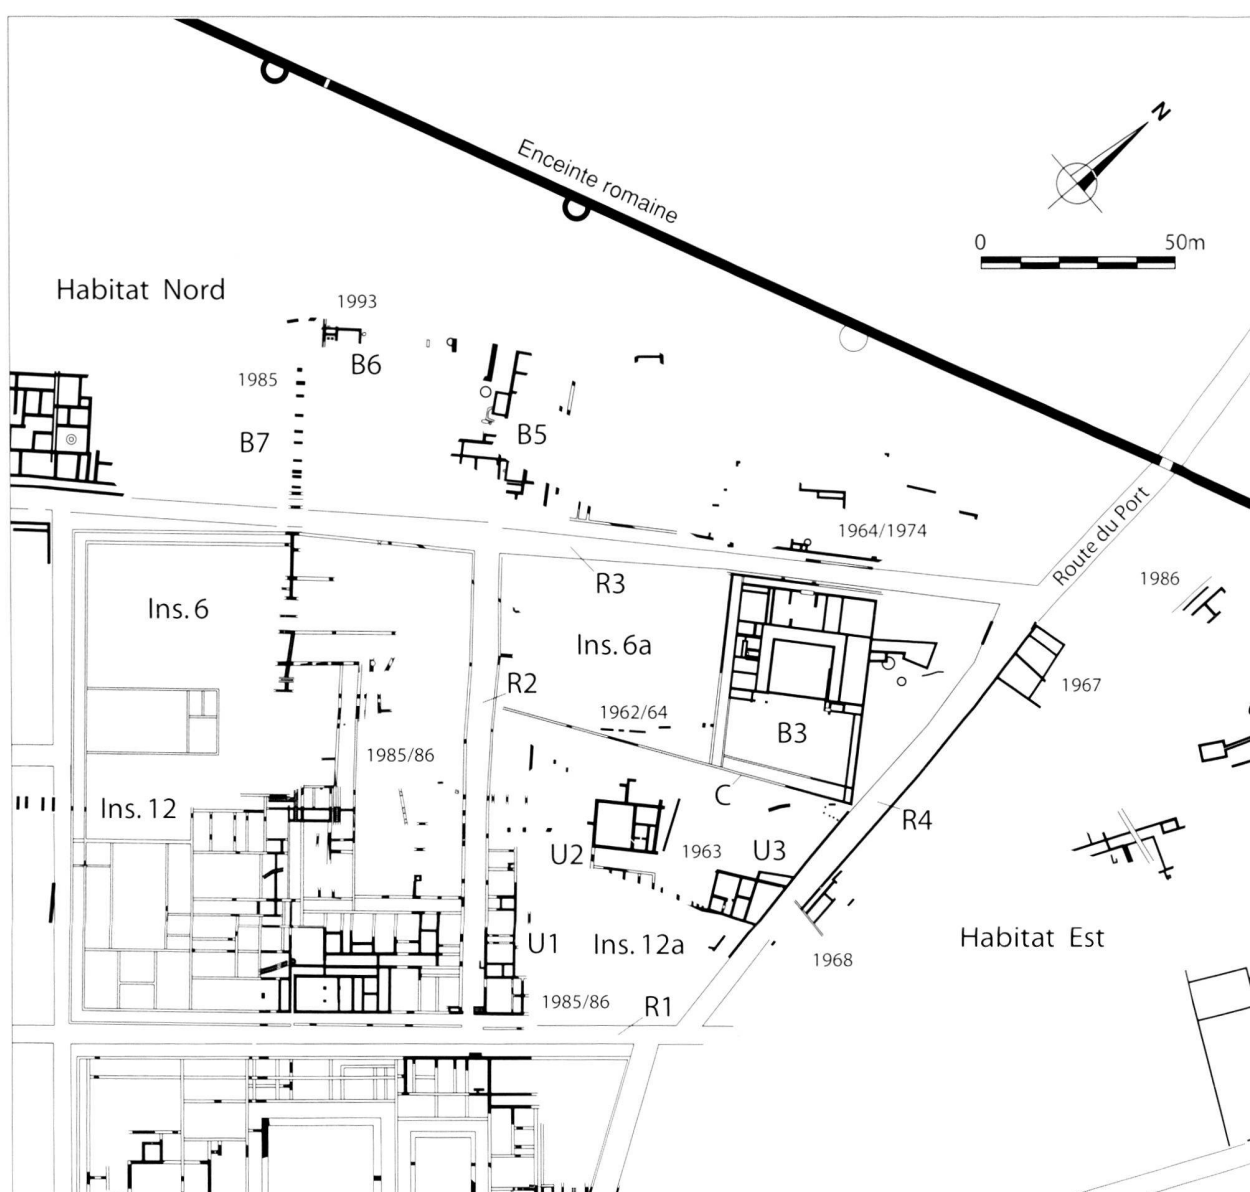 N
Enceinte romaine
0 50m
Habitat Nord
1993
B6
1985
B7
B5
1964/1974
Route du Port
R3
1986
Ins. 6
Ins. 6a
R2
1967
1962/64
B3
1985/86
C
Ins. 12
R4
U2
1963
U3
U1
Ins. 12a
Habitat Est
1968
1985/86
R1